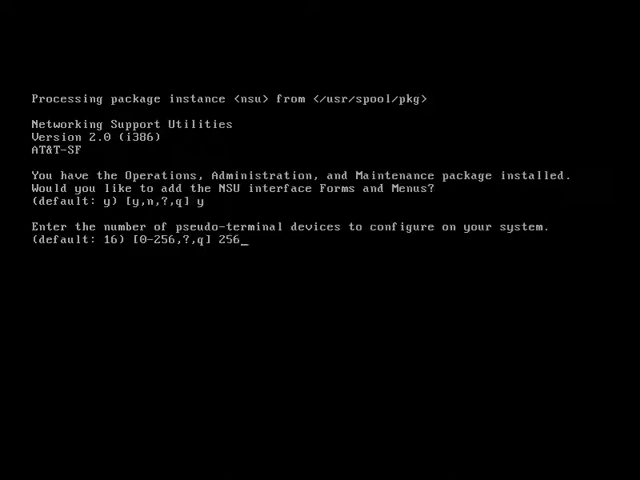 Processing package instance <nsu> from </usr/spool/pkg>
Networking Support Utilities
Version 2.0 (i386)
AT&T-SF
You have the Operations, Administration, and Maintenance package installed.
Would you like to add the NSU interface Forms and Menus?
(default: y) [y,n,?,q] y
Enter the number of pseudo-terminal devices to configure on your system.
(default: 16) [0-256,?,q] 256_